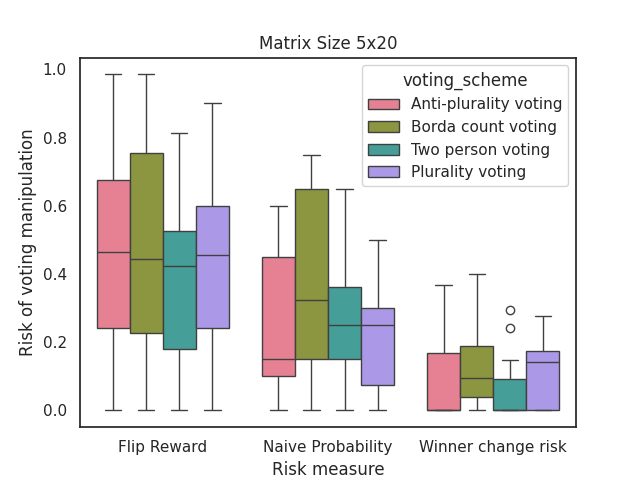 Matrix Size 5x20
Risk of voting manipulation
1.0
0.8
0.6
0.4
0.2
0.0
voting_scheme
Anti-plurality voting
Borda count voting
Two person voting
Plurality voting
Flip Reward
Naive Probability
Winner change risk
Risk measure